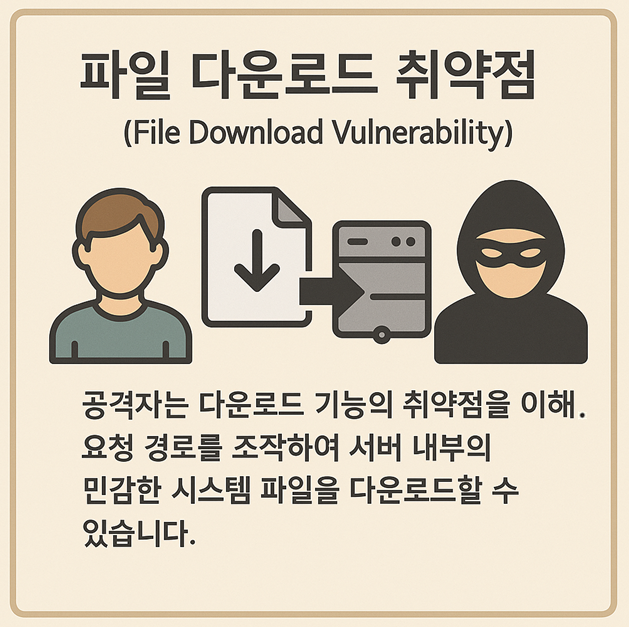 파일 다운로드 취약점
(File Download Vulnerability)
공격자는 다운로드 기능의 취약점을 이해.
요청 경로를 조작하여 서버 내부의
민감한 시스템 파일을 다운로드할 수
있습니다.